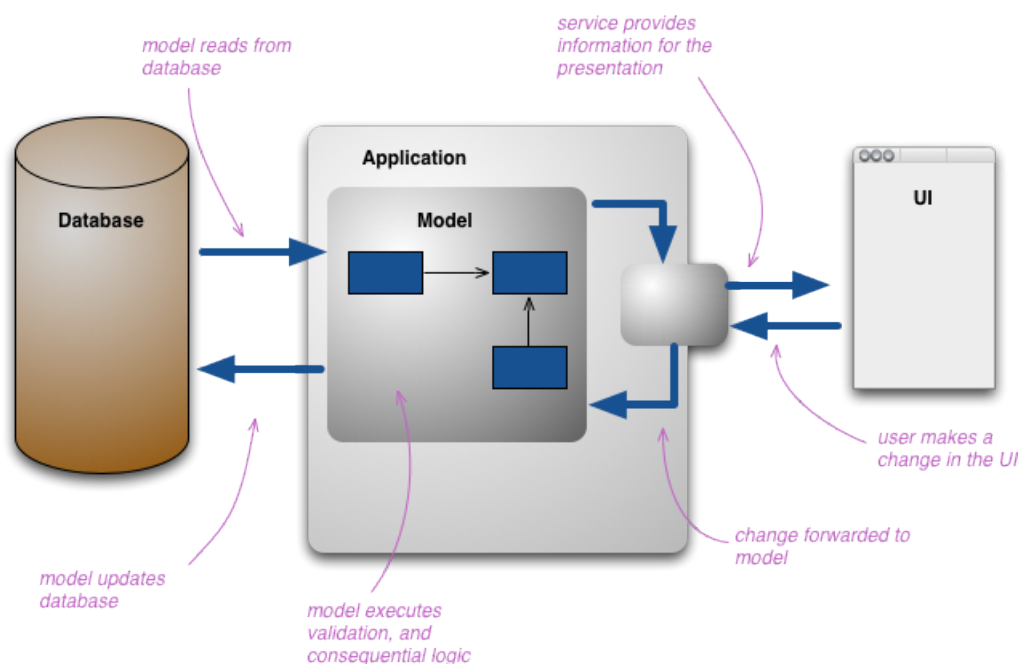 model reads from
database
service provides
information for the
presentation
Application
Database
Model
UI
user makes a
change in the UI
change forwarded to
model
model updates
database
model executes
validation, and
consequential logic